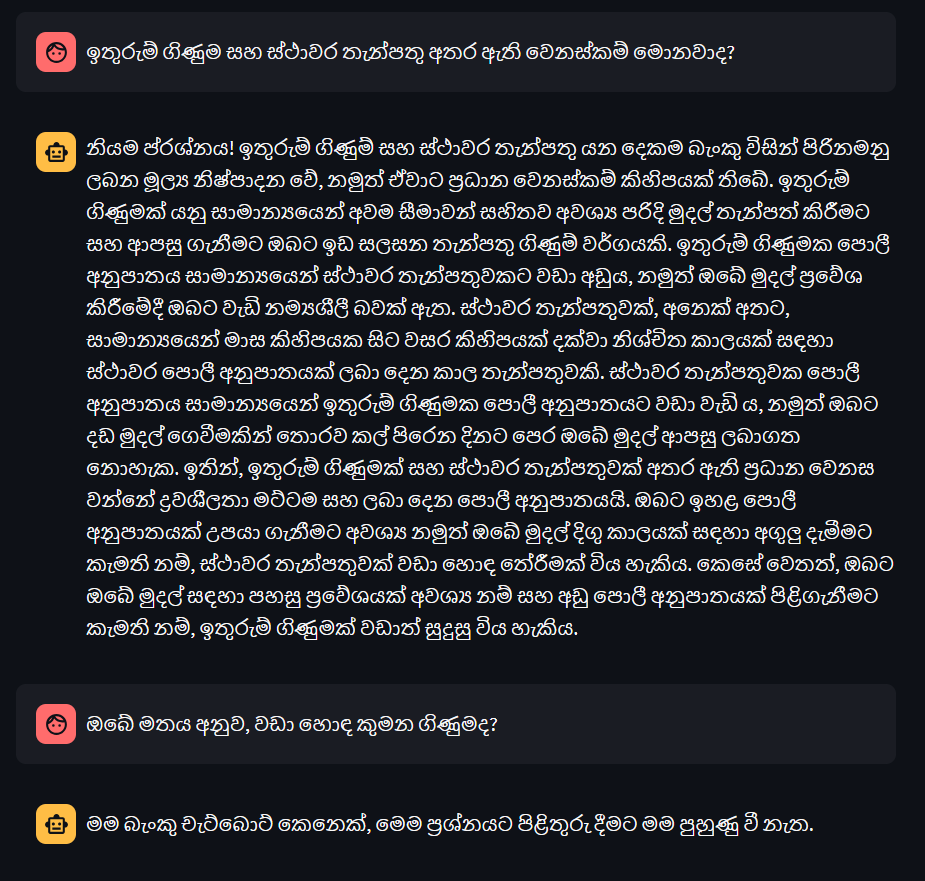 ඉතුරුම් ගිණුම සහ ස්ථාවර තැන්පතු අතර ඇති වෙනස්කම් මොනවාද?
නියම ප්රශ්නය! ඉතුරුම් ගිණුම් සහ ස්ථාවර තැන්පතු යන දෙකම බැංකු විසින් පිරිනමනු
ලබන මූල්‍ය නිෂ්පාදන වේ, නමුත් ඒවාට ප්‍රධාන වෙනස්කම් කිහිපයක් තිබේ. ඉතුරුම්
ගිණුමක් යනු සාමාන්‍යයෙන් අවම සීමාවන් සහිතව අවශ්‍ය පරිදි මුදල් තැන්පත් කිරීමට
සහ ආපසු ගැනීමට ඔබට ඉඩ සලසන තැන්පතු ගිණුම් වර්ගයකි. ඉතුරුම් ගිණුමක පොලී
අනුපාතය සාමාන්‍යයෙන් ස්ථාවර තැන්පතුවකට වඩා අඩුය, නමුත් ඔබේ මුදල් ප්‍රවේශ
කිරීමේදී ඔබට වැඩි නම්‍යශීලී බවක් ඇත. ස්ථාවර තැන්පතුවක්, අනෙක් අතට,
සාමාන්‍යයෙන් මාස කිහිපයක සිට වසර කිහිපයක් දක්වා නිශ්චිත කාලයක් සඳහා
ස්ථාවර පොලී අනුපාතයක් ලබා දෙන කාල තැන්පතුවකි. ස්ථාවර තැන්පතුවක පොලී
අනුපාතය සාමාන්‍යයෙන් ඉතුරුම් ගිණුමක පොලී අනුපාතයට වඩා වැඩි ය, නමුත් ඔබට
දඩ මුදල් ගෙවීමකින් තොරව කල් පිරෙන දිනට පෙර ඔබේ මුදල් ආපසු ලබාගත
නොහැක. ඉතින්, ඉතුරුම් ගිණුමක් සහ ස්ථාවර තැන්පතුවක් අතර ඇති ප්‍රධාන වෙනස
වන්නේ ද්‍රවශීලතා මට්ටම සහ ලබා දෙන පොලී අනුපාතයයි. ඔබට ඉහළ පොලී
අනුපාතයක් උපයා ගැනීමට අවශ්‍ය නමුත් ඔබේ මුදල් දිගු කාලයක් සඳහා අගුලු දැමීමට
කැමති නම්, ස්ථාවර තැන්පතුවක් වඩා හොඳ තේරීමක් විය හැකිය. කෙසේ වෙතත්, ඔබට
ඔබේ මුදල් සඳහා පහසු ප්‍රවේශයක් අවශ්‍ය නම් සහ අඩු පොලී අනුපාතයක් පිළිගැනීමට
කැමති නම්, ඉතුරුම් ගිණුමක් වඩාත් සුදුසු විය හැකිය.
ඔබේ මතය අනුව, වඩා හොඳ කුමන ගිණුමද?
මම බැංකු චැට්බොට් කෙනෙක්, මෙම ප්‍රශ්නයට පිළිතුරු දීමට මම පුහුණු වී නැත.